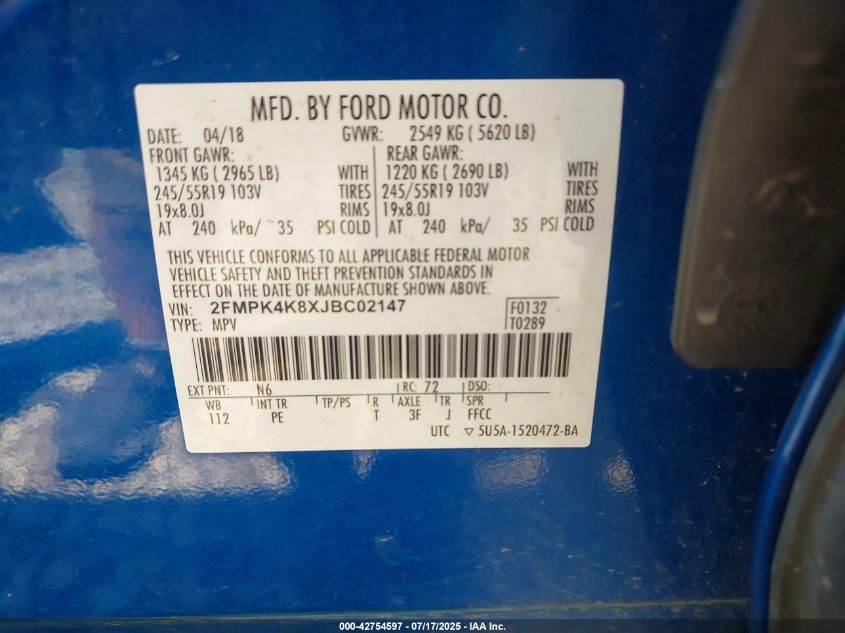 MFD. BY FORD MOTOR CO.
DATE: 04/18 GVWR: 2549 KG ( 5620 LB)
FRONT GAWR: REAR GAWR:
1345 KG ( 2965 LB) WITH 1220 KG ( 2690 LB) WITH
245/55R19 103V TIRES 245/55R19 103V TIRES
19x8.0J RIMS 19x8.0J RIMS
AT 240 kPa/ 35 PSI COLD AT 240 kPa/ 35 PSI COLD
THIS VEHICLE CONFORMS TO ALL APPLICABLE FEDERAL MOTOR
VEHICLE SAFETY AND THEFT PREVENTION STANDARDS IN
EFFECT ON THE DATE OF MANUFACTURE SHOWN ABOVE.
VIN: 2FMPK4K8XJBC02147 F0132
TYPE: MPV T0289
EXT PNT: N6 RC: 72 DSO:
WB INT TR TP/PS R AXLE TR SPR
112 PE T 3F J FFCC
UTC ▽ 5U5A-1520472-BA
000-42754597 - 07/17/2025 - IAA Inc.